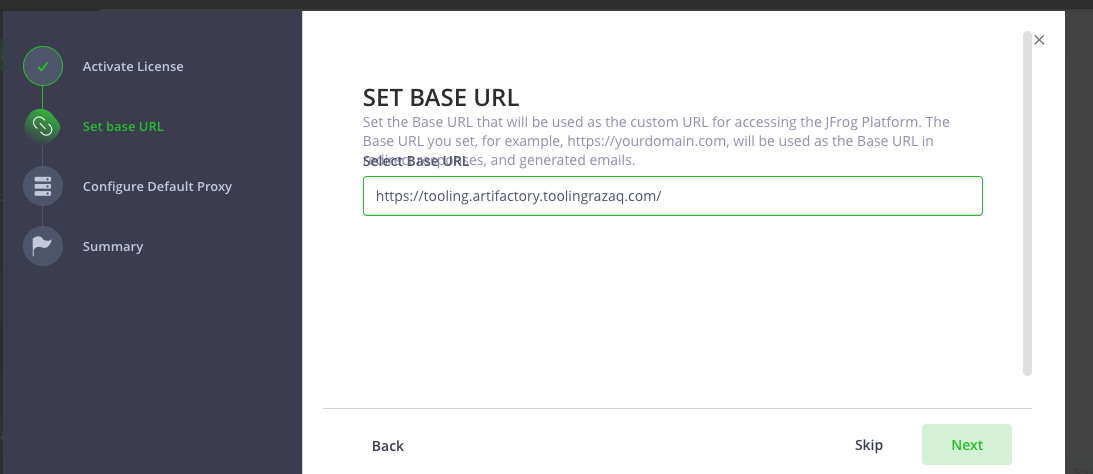 Activate License
Set base URL
Configure Default Proxy
Summary
SET BASE URL
Set the Base URL that will be used as the custom URL for accessing the JFrog Platform. The
Base URL you set, for example, https://yourdomain.com, will be used as the Base URL in
redirect responses, and generated emails.
Select Base URL
https://tooling.artifactory.toolingrazaq.com/
Back
Skip
Next